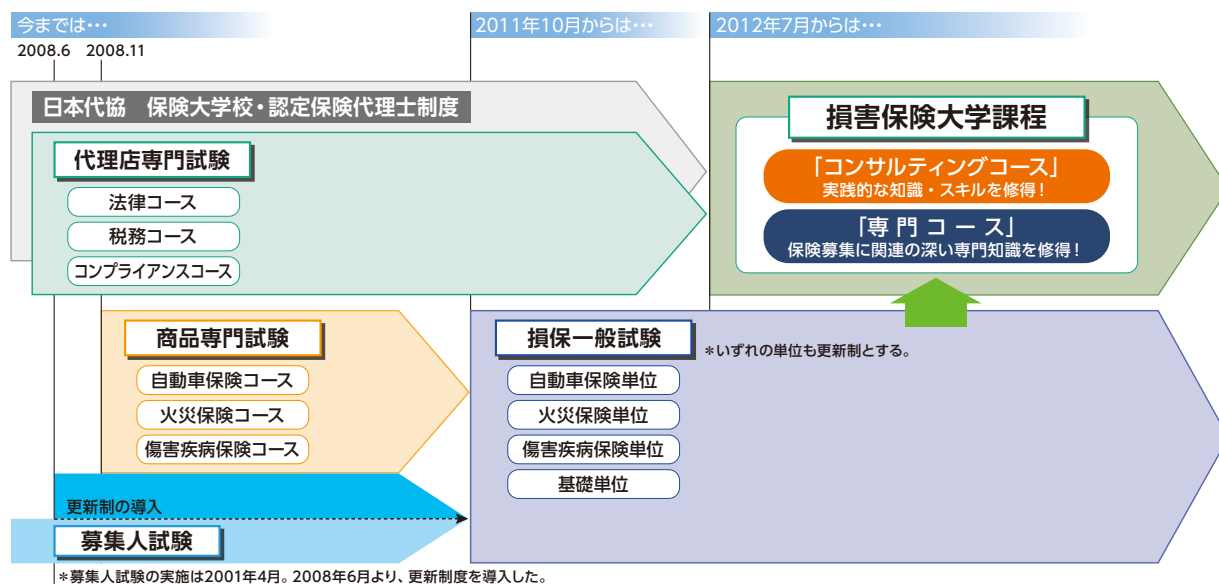 今までは…
2011年10月からは…
2012年7月からは…
2008.6
2008.11
日本代協　保険大学校・認定保険代理士制度
代理店専門試験
法律コース
税務コース
コンプライアンスコース
損害保険大学課程
「コンサルティングコース」
実践的な知識・スキルを修得！
「専門コース」
保険募集に関連の深い専門知識を修得！
商品専門試験
自動車保険コース
火災保険コース
傷害疾病保険コース
損保一般試験
＊いずれの単位も更新制とする。
自動車保険単位
火災保険単位
傷害疾病保険単位
基礎単位
更新制の導入
募集人試験
＊募集人試験の実施は2001年4月。2008年6月より、更新制度を導入した。